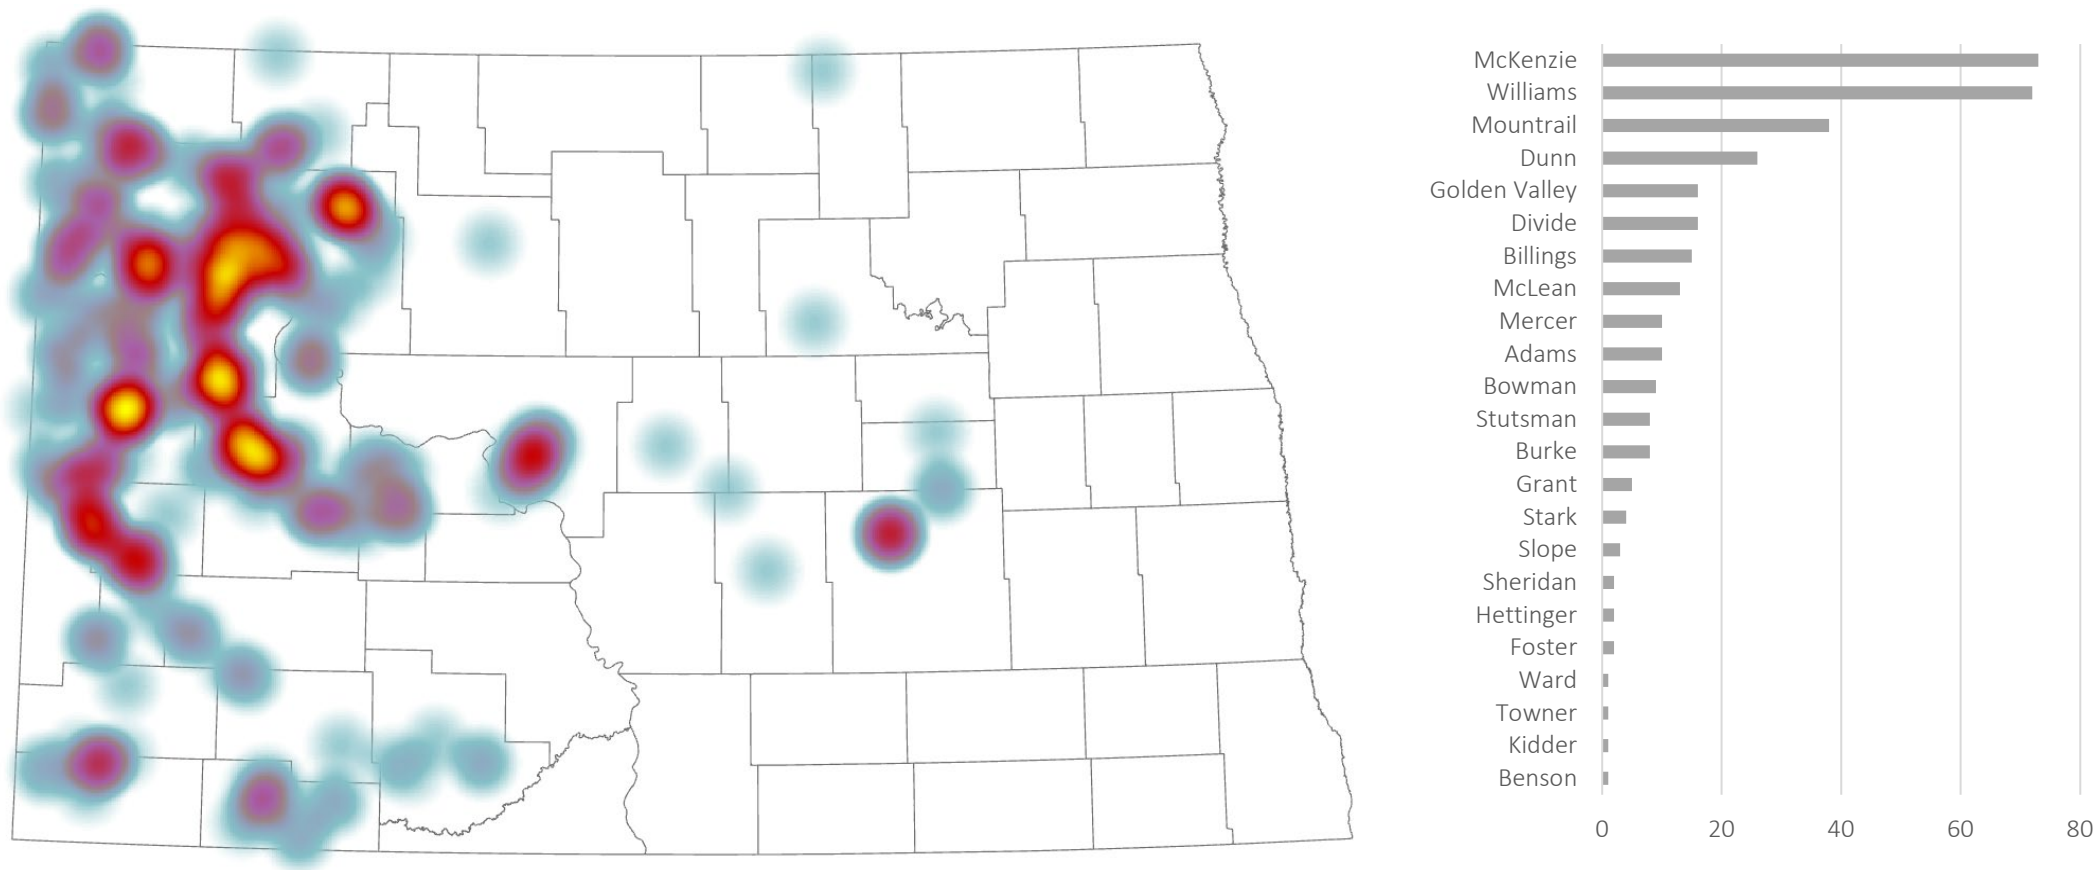 McKenzie
Williams
Mountrail
Dunn
Golden Valley
Divide
Billings
McLean
Mercer
Adams
Bowman
Stutsman
Burke
Grant
Stark
Slope
Sheridan
Hettinger
Foster
Ward
Towner
Kidder
Benson
0 20 40 60 80